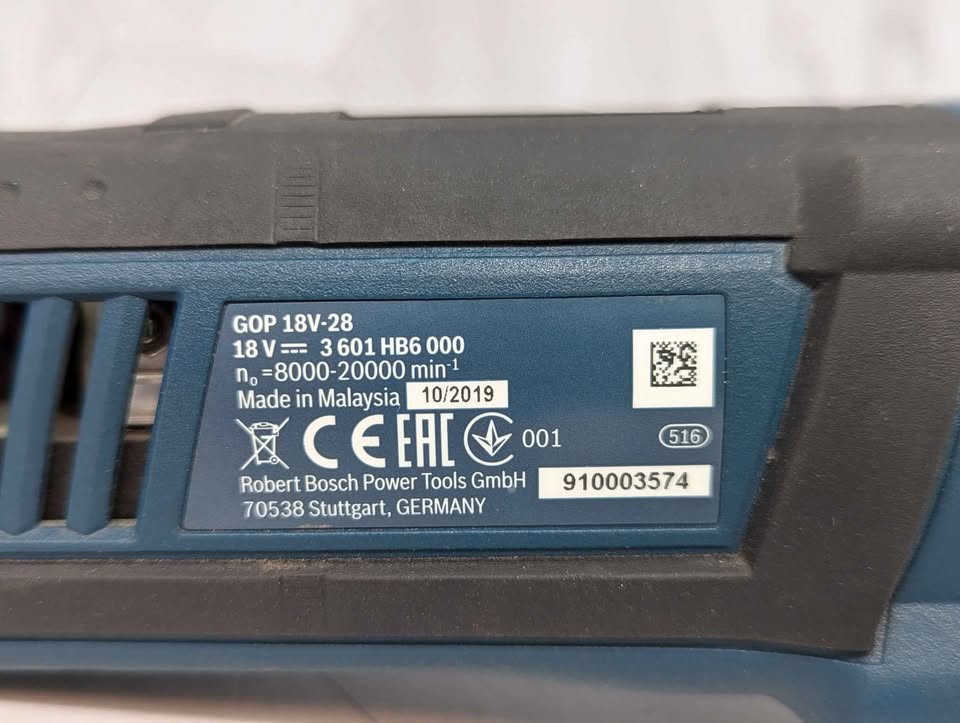 GOP 18V-28
18 V ⎓ 3 601 HB6 000
n₀ =8000-20000 min⁻¹
Made in Malaysia 10/2019
CE EAC 001
516
Robert Bosch Power Tools GmbH 910003574
70538 Stuttgart, GERMANY